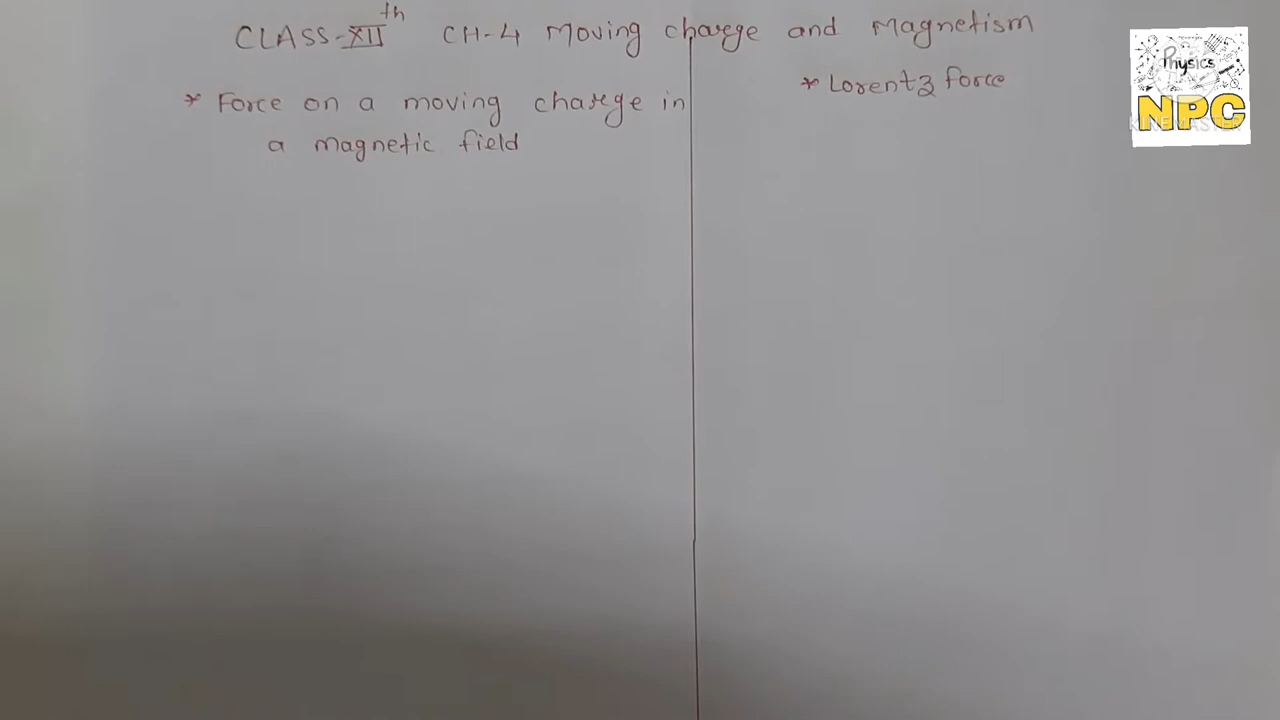 CLASS-XIIth CH-4 Moving charge and Magnetism
* Force on a moving charge in
a magnetic field
* Lorentz force
Physics
NPC
KINEMASTER